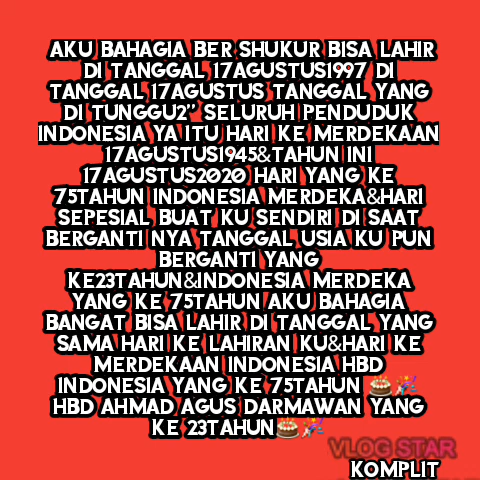 AKU BAHAGIA BER SHUKUR BISA LAHIR
DI TANGGAL 17AGUSTUS1997 DI
TANGGAL 17AGUSTUS TANGGAL YANG
DI TUNGGU2" SELURUH PENDUDUK
INDONESIA YA ITU HARI KE MERDEKAAN
17AGUSTUS1945&TAHUN INI
17AGUSTUS2020 HARI YANG KE
75TAHUN INDONESIA MERDEKA&HARI
SEPESIAL BUAT KU SENDIRI DI SAAT
BERGANTI NYA TANGGAL USIA KU PUN
BERGANTI YANG
KE23TAHUN&INDONESIA MERDEKA
YANG KE 75TAHUN AKU BAHAGIA
BANGAT BISA LAHIR DI TANGGAL YANG
SAMA HARI KE LAHIRAN KU&HARI KE
MERDEKAAN INDONESIA HBD
INDONESIA YANG KE 75TAHUN 🎂🎉
HBD AHMAD AGUS DARMAWAN YANG
KE 23TAHUN🎂🎉
VLOG STAR
KOMPLIT